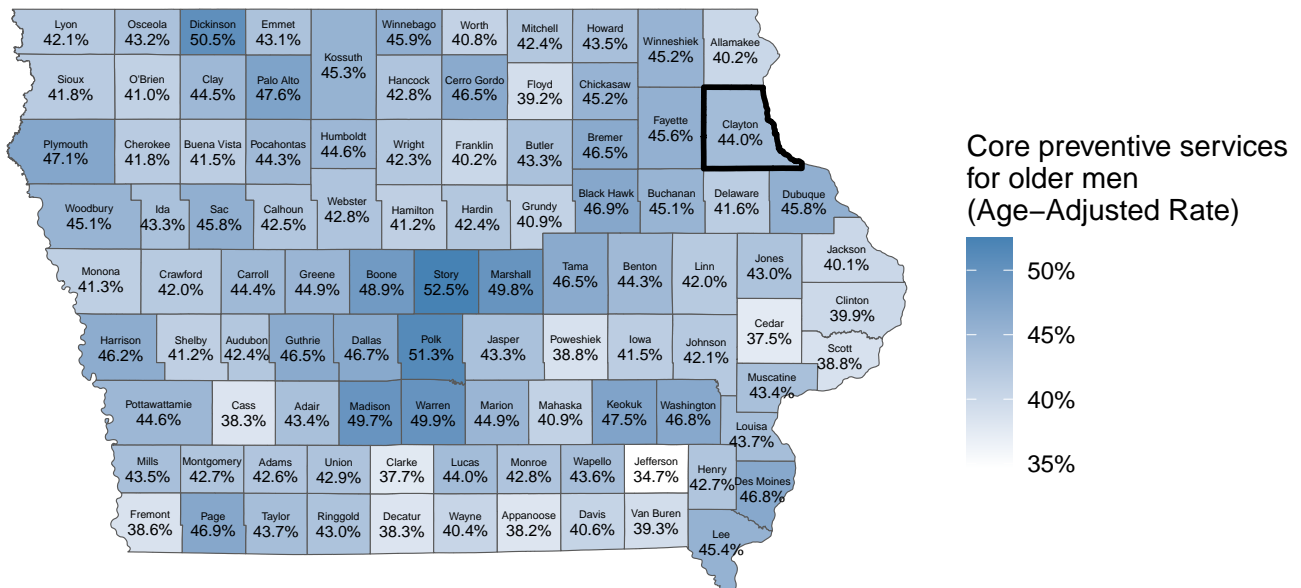 Lyon
42.1%
Osceola
43.2%
Dickinson
50.5%
Emmet
43.1%
Kossuth
45.3%
Winnebago
45.9%
Worth
40.8%
Mitchell
42.4%
Howard
43.5%
Winneshiek
45.2%
Allamakee
40.2%
Sioux
41.8%
O'Brien
41.0%
Clay
44.5%
Palo Alto
47.6%
Hancock
42.8%
Cerro Gordo
46.5%
Floyd
39.2%
Chickasaw
45.2%
Fayette
45.6%
Clayton
44.0%
Plymouth
47.1%
Cherokee
41.8%
Buena Vista
41.5%
Pocahontas
44.3%
Humboldt
44.6%
Wright
42.3%
Franklin
40.2%
Butler
43.3%
Bremer
46.5%
Woodbury
45.1%
Ida
43.3%
Sac
45.8%
Calhoun
42.5%
Webster
42.8%
Hamilton
41.2%
Hardin
42.4%
Grundy
40.9%
Black Hawk
46.9%
Buchanan
45.1%
Delaware
41.6%
Dubuque
45.8%
Monona
41.3%
Crawford
42.0%
Carroll
44.4%
Greene
44.9%
Boone
48.9%
Story
52.5%
Marshall
49.8%
Tama
46.5%
Benton
44.3%
Linn
42.0%
Jones
43.0%
Jackson
40.1%
Clinton
39.9%
Harrison
46.2%
Shelby
41.2%
Audubon
42.4%
Guthrie
46.5%
Dallas
46.7%
Polk
51.3%
Jasper
43.3%
Poweshiek
38.8%
Iowa
41.5%
Johnson
42.1%
Cedar
37.5%
Scott
38.8%
Muscatine
43.4%
Pottawattamie
44.6%
Cass
38.3%
Adair
43.4%
Madison
49.7%
Warren
49.9%
Marion
44.9%
Mahaska
40.9%
Keokuk
47.5%
Washington
46.8%
Louisa
43.7%
Mills
43.5%
Montgomery
42.7%
Adams
42.6%
Union
42.9%
Clarke
37.7%
Lucas
44.0%
Monroe
42.8%
Wapello
43.6%
Jefferson
34.7%
Henry
42.7%
Des Moines
46.8%
Fremont
38.6%
Page
46.9%
Taylor
43.7%
Ringgold
43.0%
Decatur
38.3%
Wayne
40.4%
Appanoose
38.2%
Davis
40.6%
Van Buren
39.3%
Lee
45.4%
Core preventive services
for older men
(Age−Adjusted Rate)
50%
45%
40%
35%